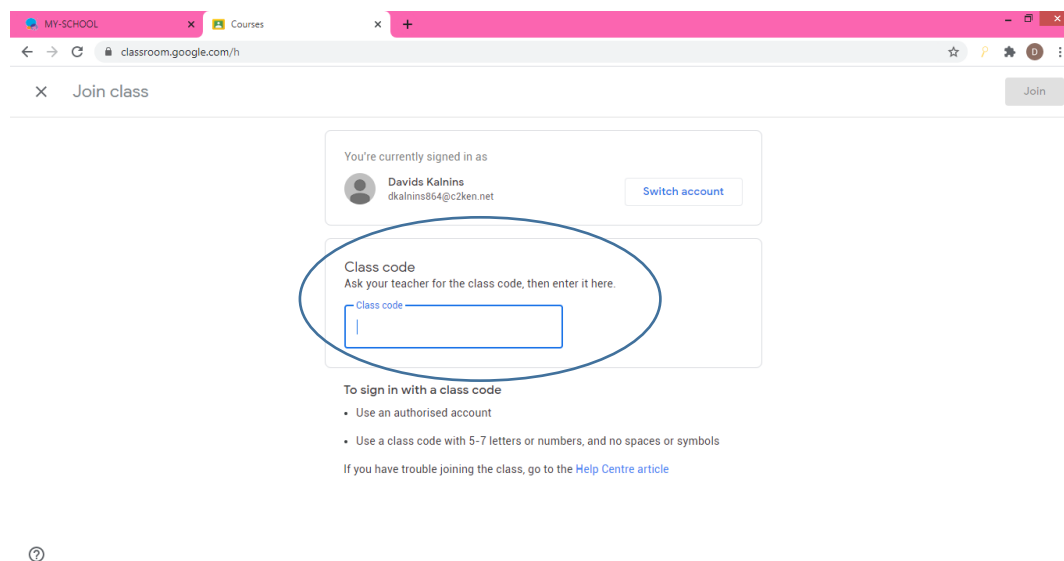 MY-SCHOOL
Courses
classroom.google.com/h
D
Join class
Join
You're currently signed in as
Davids Kalnins
dkalnins864@c2ken.net
Switch account
Class code
Ask your teacher for the class code, then enter it here.
Class code
To sign in with a class code
• Use an authorised account
• Use a class code with 5-7 letters or numbers, and no spaces or symbols
If you have trouble joining the class, go to the Help Centre article